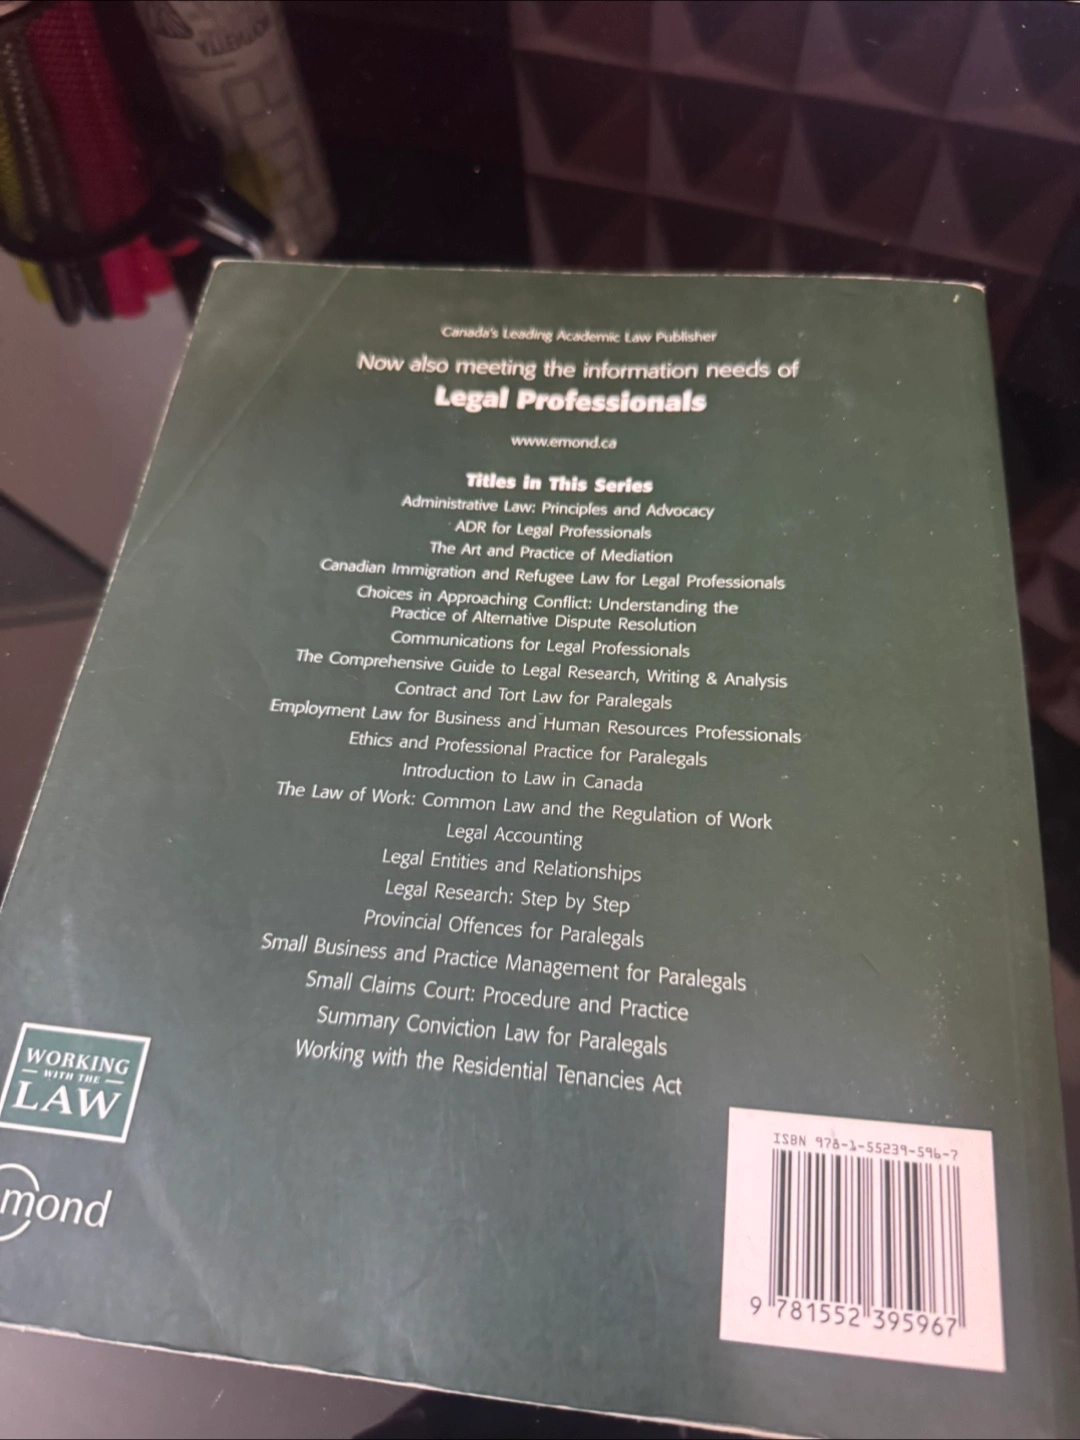 Canada's Leading Academic Law Publisher
Now also meeting the information needs of
Legal Professionals
www.emond.ca
Titles in This Series
Administrative Law: Principles and Advocacy
ADR for Legal Professionals
The Art and Practice of Mediation
Canadian Immigration and Refugee Law for Legal Professionals
Choices in Approaching Conflict: Understanding the
Practice of Alternative Dispute Resolution
Communications for Legal Professionals
The Comprehensive Guide to Legal Research, Writing & Analysis
Contract and Tort Law for Paralegals
Employment Law for Business and Human Resources Professionals
Ethics and Professional Practice for Paralegals
Introduction to Law in Canada
The Law of Work: Common Law and the Regulation of Work
Legal Accounting
Legal Entities and Relationships
Legal Research: Step by Step
Provincial Offences for Paralegals
Small Business and Practice Management for Paralegals
Small Claims Court: Procedure and Practice
Summary Conviction Law for Paralegals
Working with the Residential Tenancies Act
WORKING
WITH THE
LAW
mond
ISBN 978-1-55239-596-7
9 781552 395967